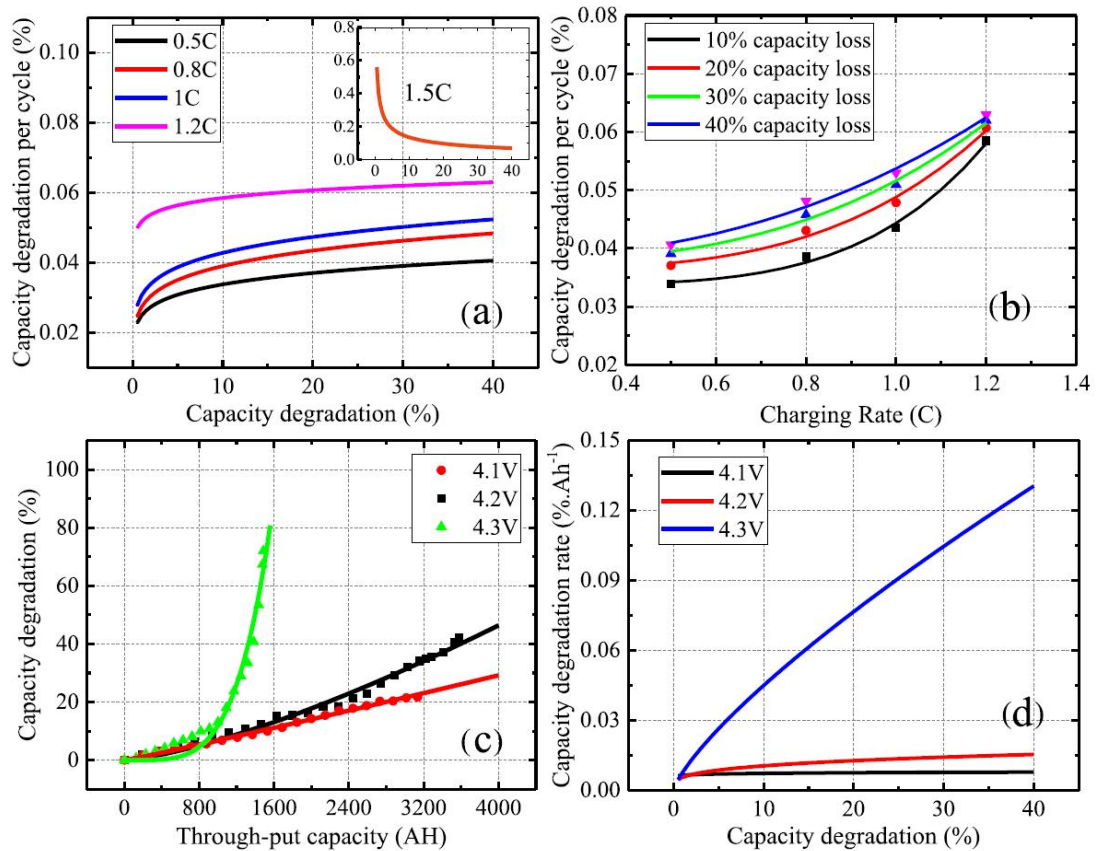 Capacity degradation per cycle (%)
0.10
0.08
0.06
0.04
0.02
0.5C
0.8C
1C
1.2C
0.8
0.6
0.4
0.2
0.0
1.5C
0 10 20 30 40
(a)
0 10 20 30 40
Capacity degradation (%)
Capacity degradation per cycle (%)
0.08
0.07
0.06
0.05
0.04
0.03
0.02
10% capacity loss
20% capacity loss
30% capacity loss
40% capacity loss
(b)
0.4 0.6 0.8 1.0 1.2 1.4
Charging Rate (C)
Capacity degradation (%)
100
80
60
40
20
0
4.1V
4.2V
4.3V
(c)
0 800 1600 2400 3200 4000
Through-put capacity (AH)
Capacity degradation rate (%.Ah⁻¹)
0.15
0.12
0.09
0.06
0.03
0.00
4.1V
4.2V
4.3V
(d)
0 10 20 30 40
Capacity degradation (%)